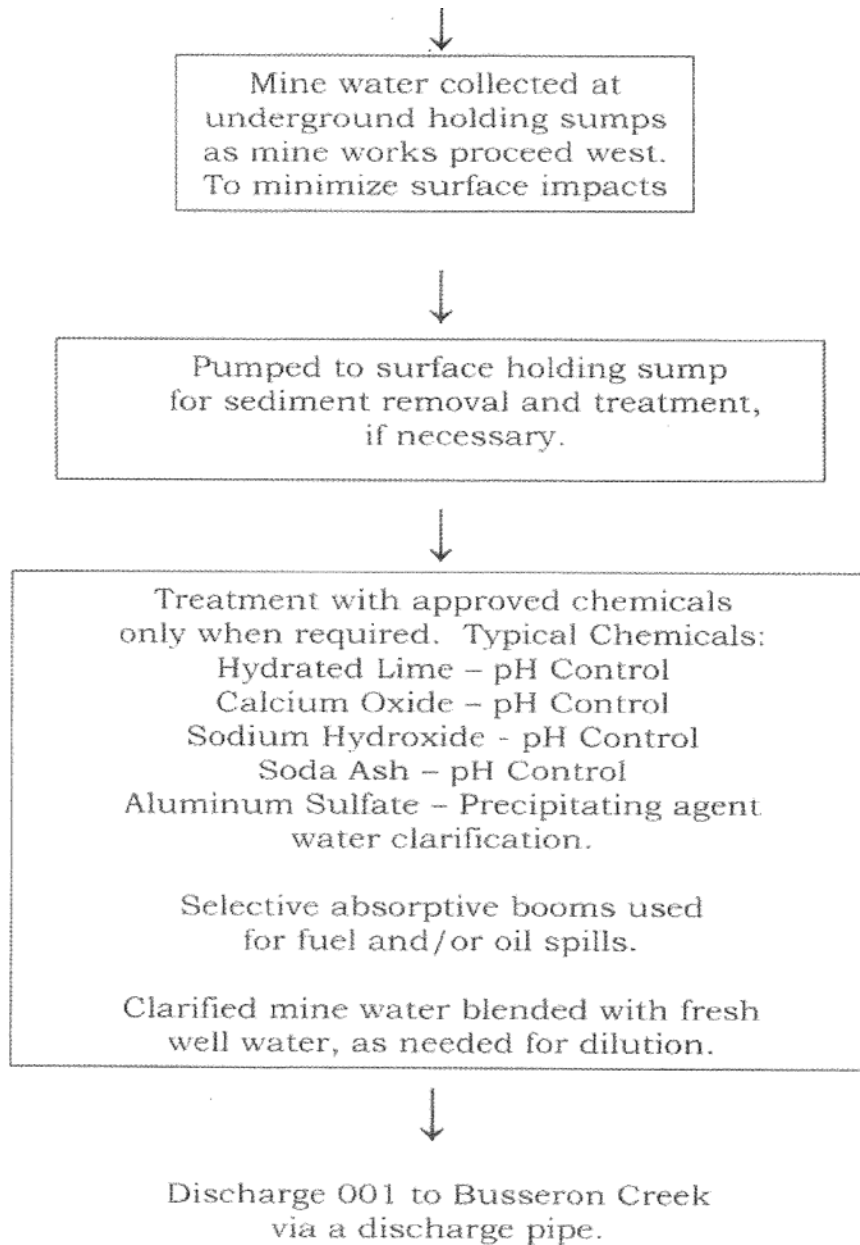 Mine water collected at
underground holding sumps
as mine works proceed west.
To minimize surface impacts
Pumped to surface holding sump
for sediment removal and treatment,
if necessary.
Treatment with approved chemicals
only when required. Typical Chemicals:
Hydrated Lime – pH Control
Calcium Oxide – pH Control
Sodium Hydroxide - pH Control
Soda Ash – pH Control
Aluminum Sulfate – Precipitating agent
water clarification.
Selective absorptive booms used
for fuel and/or oil spills.
Clarified mine water blended with fresh
well water, as needed for dilution.
Discharge 001 to Busseron Creek
via a discharge pipe.